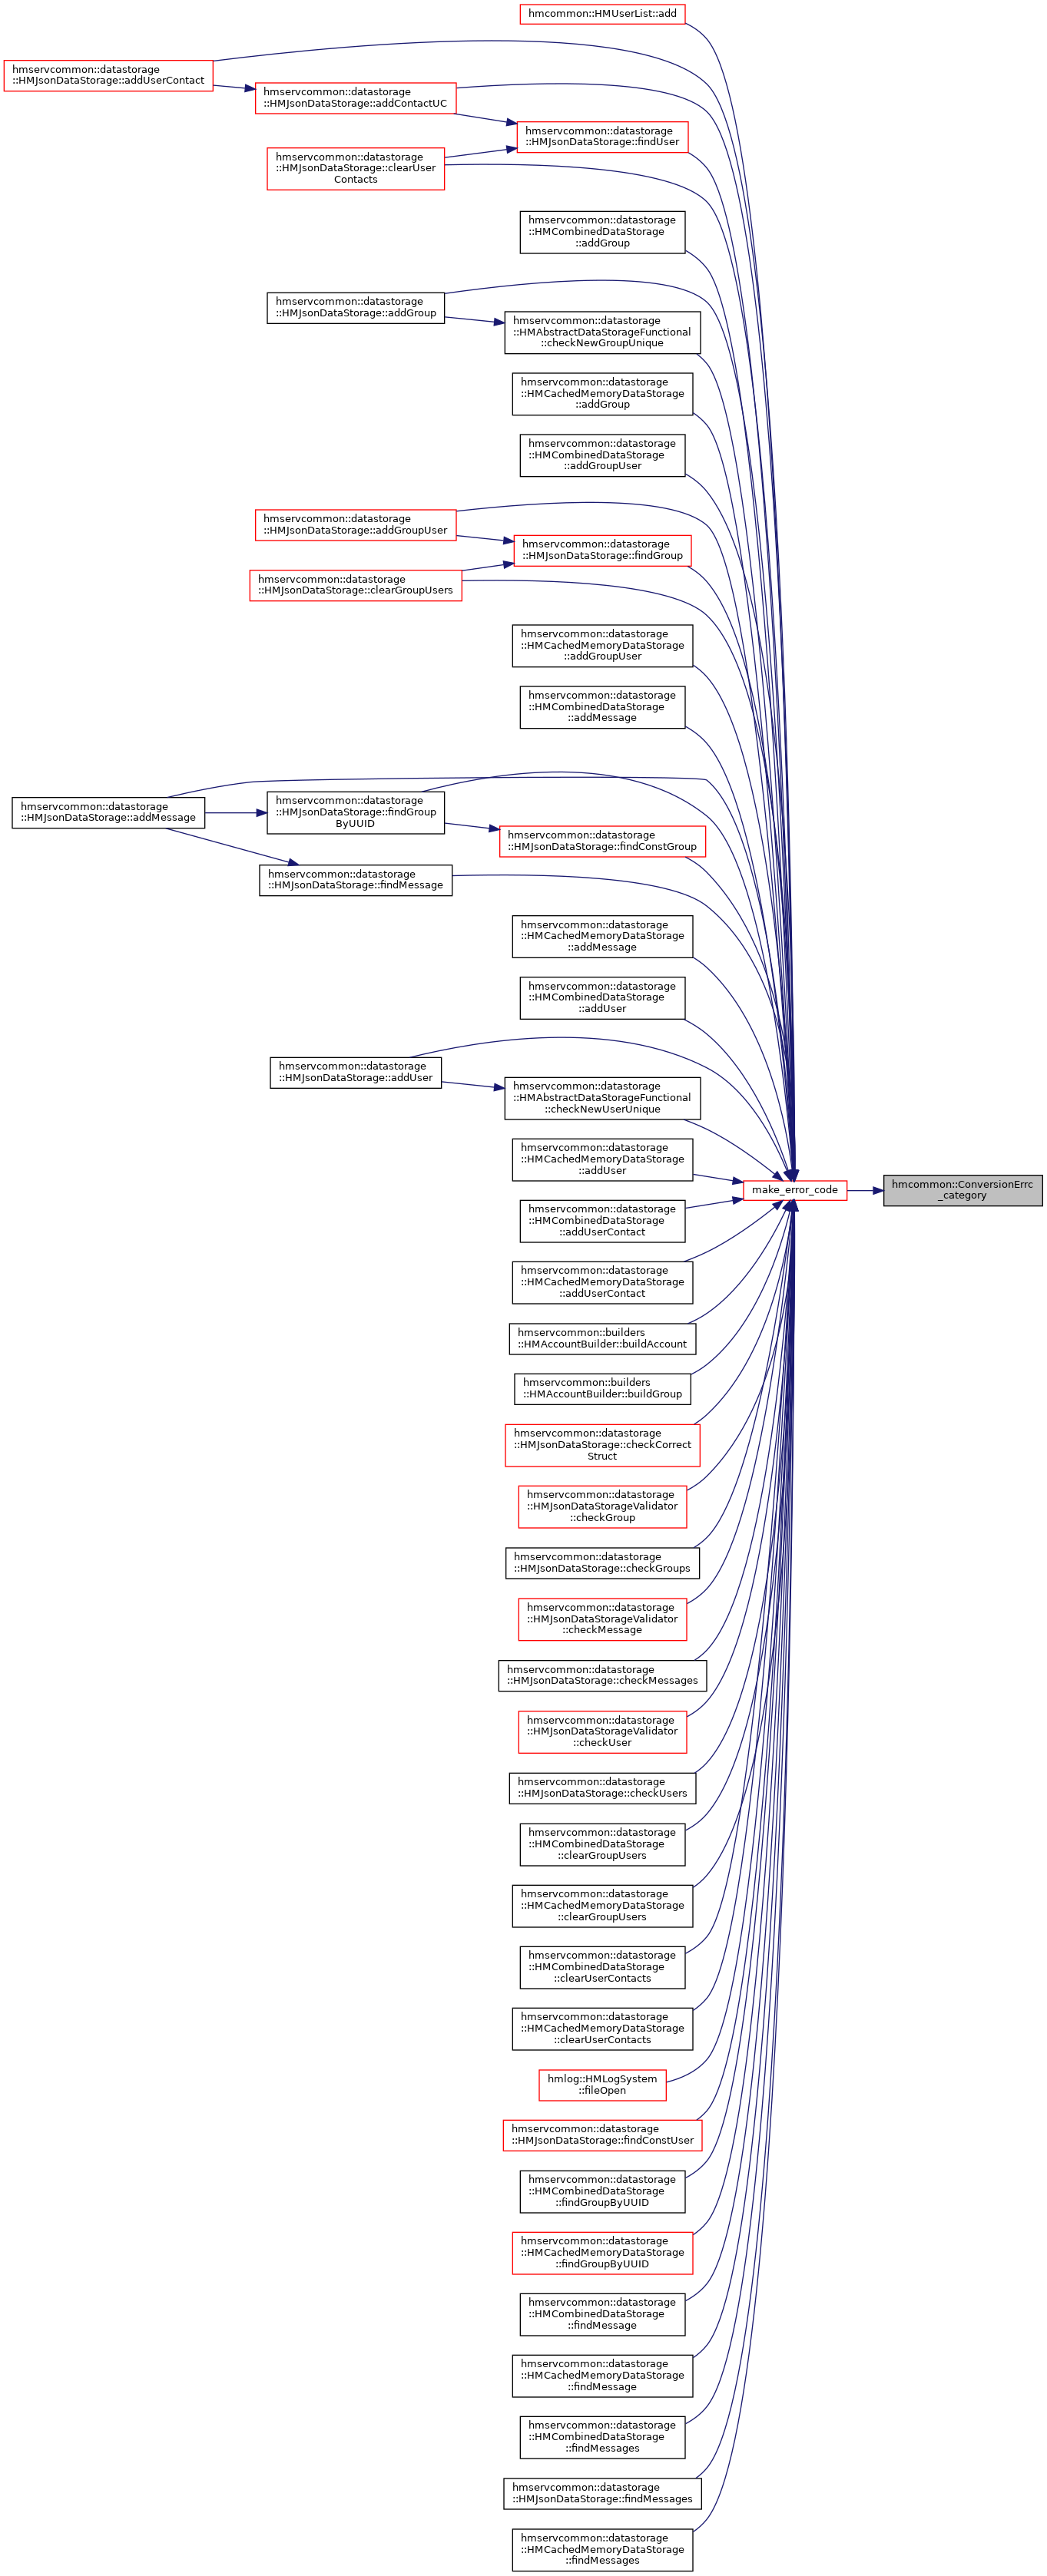 hmcommon::HMUserList::add
hmservcommon::datastorage
::HMJsonDataStorage::addUserContact
hmservcommon::datastorage
::HMJsonDataStorage::addContactUC
hmservcommon::datastorage
::HMJsonDataStorage::findUser
hmservcommon::datastorage
::HMJsonDataStorage::clearUser
Contacts
hmservcommon::datastorage
::HMCombinedDataStorage
::addGroup
hmservcommon::datastorage
::HMJsonDataStorage::addGroup
hmservcommon::datastorage
::HMAbstractDataStorageFunctional
::checkNewGroupUnique
hmservcommon::datastorage
::HMCachedMemoryDataStorage
::addGroup
hmservcommon::datastorage
::HMCombinedDataStorage
::addGroupUser
hmservcommon::datastorage
::HMJsonDataStorage::addGroupUser
hmservcommon::datastorage
::HMJsonDataStorage::findGroup
hmservcommon::datastorage
::HMJsonDataStorage::clearGroupUsers
hmservcommon::datastorage
::HMCachedMemoryDataStorage
::addGroupUser
hmservcommon::datastorage
::HMCombinedDataStorage
::addMessage
hmservcommon::datastorage
::HMJsonDataStorage::addMessage
hmservcommon::datastorage
::HMJsonDataStorage::findGroup
ByUUID
hmservcommon::datastorage
::HMJsonDataStorage::findConstGroup
hmservcommon::datastorage
::HMJsonDataStorage::findMessage
hmservcommon::datastorage
::HMCachedMemoryDataStorage
::addMessage
hmservcommon::datastorage
::HMCombinedDataStorage
::addUser
hmservcommon::datastorage
::HMJsonDataStorage::addUser
hmservcommon::datastorage
::HMAbstractDataStorageFunctional
::checkNewUserUnique
hmservcommon::datastorage
::HMCachedMemoryDataStorage
::addUser
make_error_code
hmcommon::ConversionErrc
_category
hmservcommon::datastorage
::HMCombinedDataStorage
::addUserContact
hmservcommon::datastorage
::HMCachedMemoryDataStorage
::addUserContact
hmservcommon::builders
::HMAccountBuilder::buildAccount
hmservcommon::builders
::HMAccountBuilder::buildGroup
hmservcommon::datastorage
::HMJsonDataStorage::checkCorrect
Struct
hmservcommon::datastorage
::HMJsonDataStorageValidator
::checkGroup
hmservcommon::datastorage
::HMJsonDataStorage::checkGroups
hmservcommon::datastorage
::HMJsonDataStorageValidator
::checkMessage
hmservcommon::datastorage
::HMJsonDataStorage::checkMessages
hmservcommon::datastorage
::HMJsonDataStorageValidator
::checkUser
hmservcommon::datastorage
::HMJsonDataStorage::checkUsers
hmservcommon::datastorage
::HMCombinedDataStorage
::clearGroupUsers
hmservcommon::datastorage
::HMCachedMemoryDataStorage
::clearGroupUsers
hmservcommon::datastorage
::HMCombinedDataStorage
::clearUserContacts
hmservcommon::datastorage
::HMCachedMemoryDataStorage
::clearUserContacts
hmlog::HMLogSystem
::fileOpen
hmservcommon::datastorage
::HMJsonDataStorage::findConstUser
hmservcommon::datastorage
::HMCombinedDataStorage
::findGroupByUUID
hmservcommon::datastorage
::HMCachedMemoryDataStorage
::findGroupByUUID
hmservcommon::datastorage
::HMCombinedDataStorage
::findMessage
hmservcommon::datastorage
::HMCachedMemoryDataStorage
::findMessage
hmservcommon::datastorage
::HMCombinedDataStorage
::findMessages
hmservcommon::datastorage
::HMJsonDataStorage::findMessages
hmservcommon::datastorage
::HMCachedMemoryDataStorage
::findMessages